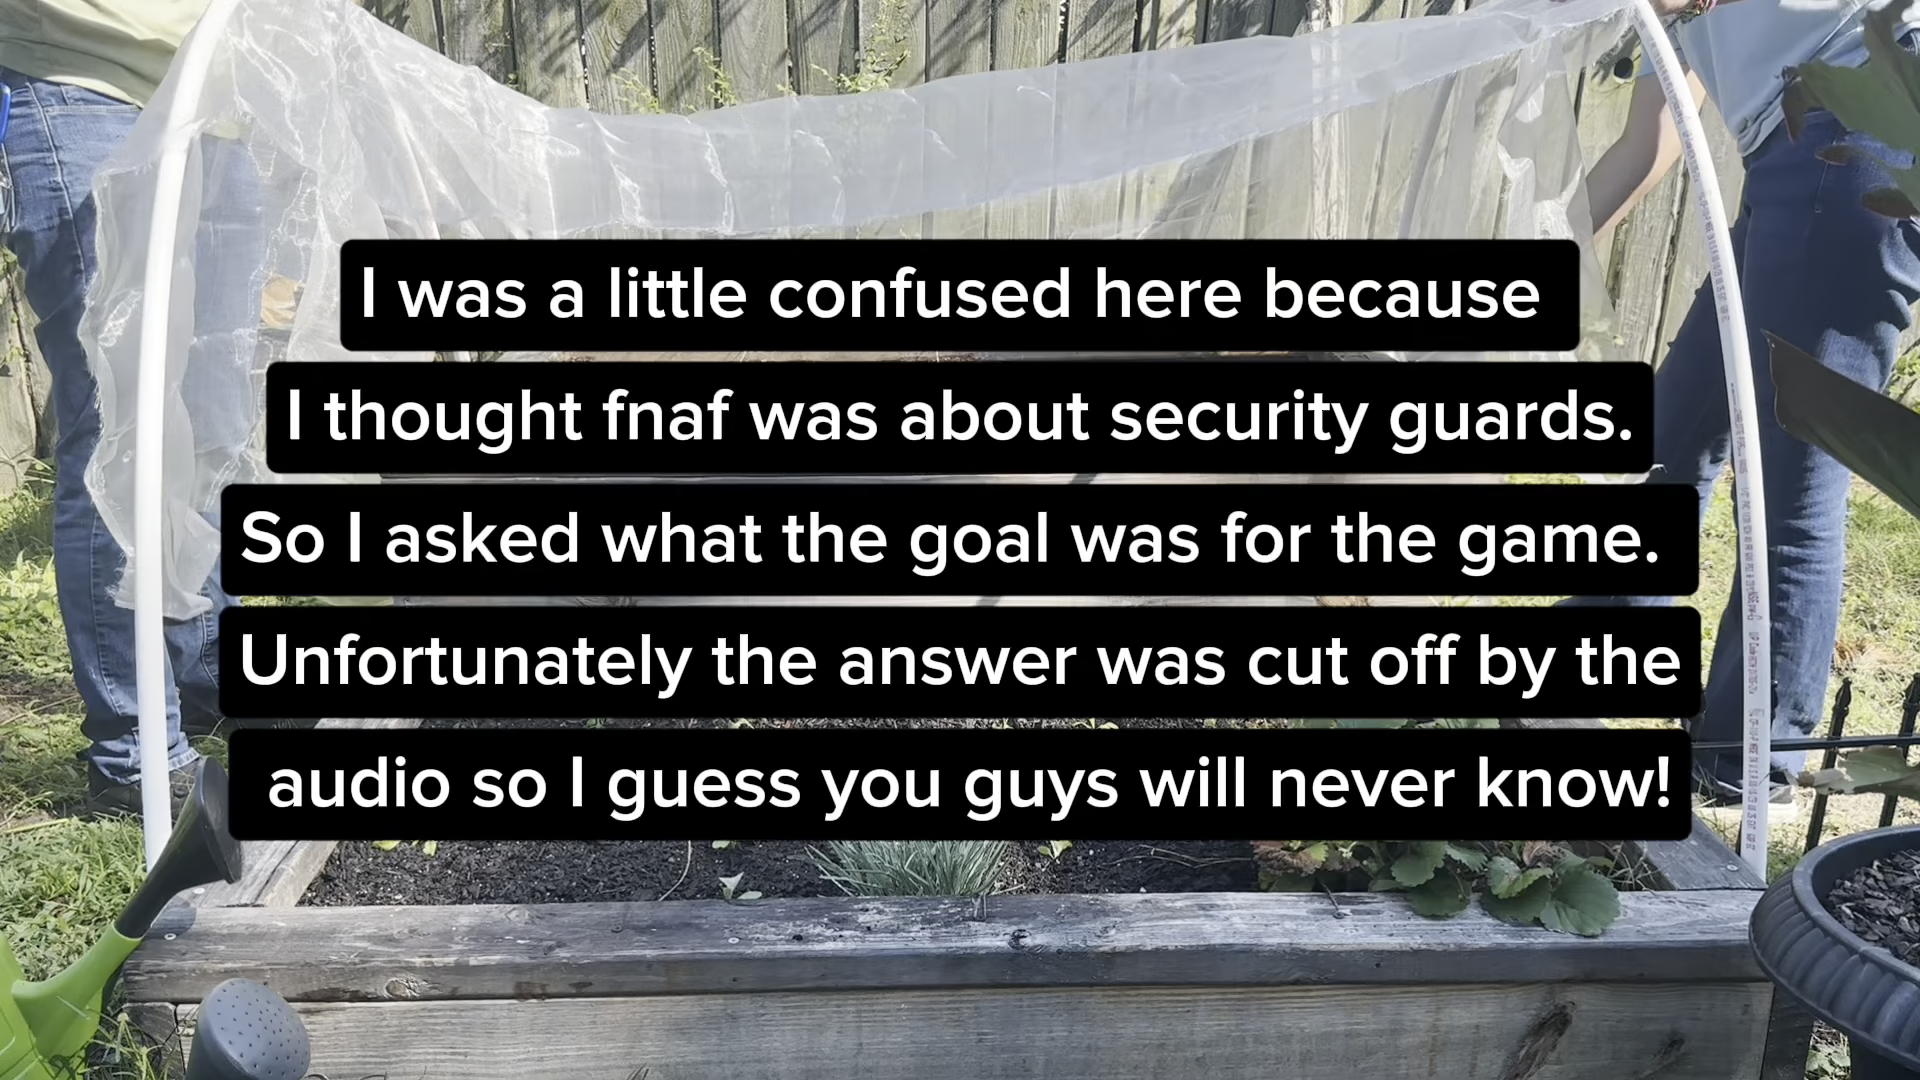 I was a little confused here because
I thought fnaf was about security guards.
So I asked what the goal was for the game.
Unfortunately the answer was cut off by the
audio so I guess you guys will never know!